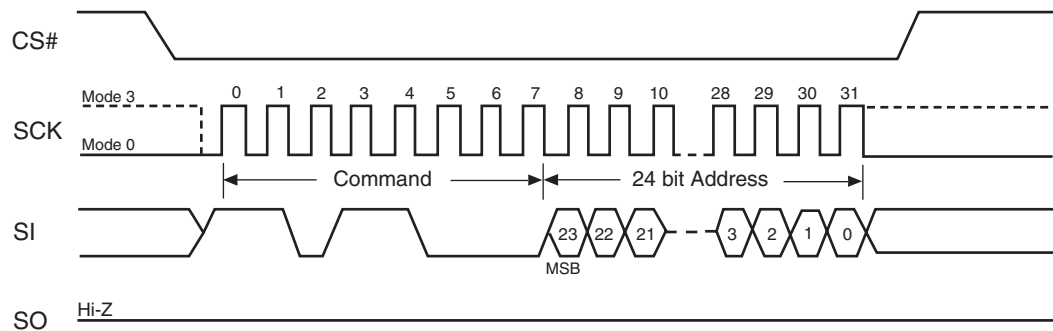 CS#
Mode 3
0 1 2 3 4 5 6 7 8 9 10 28 29 30 31
SCK
Mode 0
Command 24 bit Address
SI
23 22 21 3 2 1 0
MSB
Hi-Z
SO